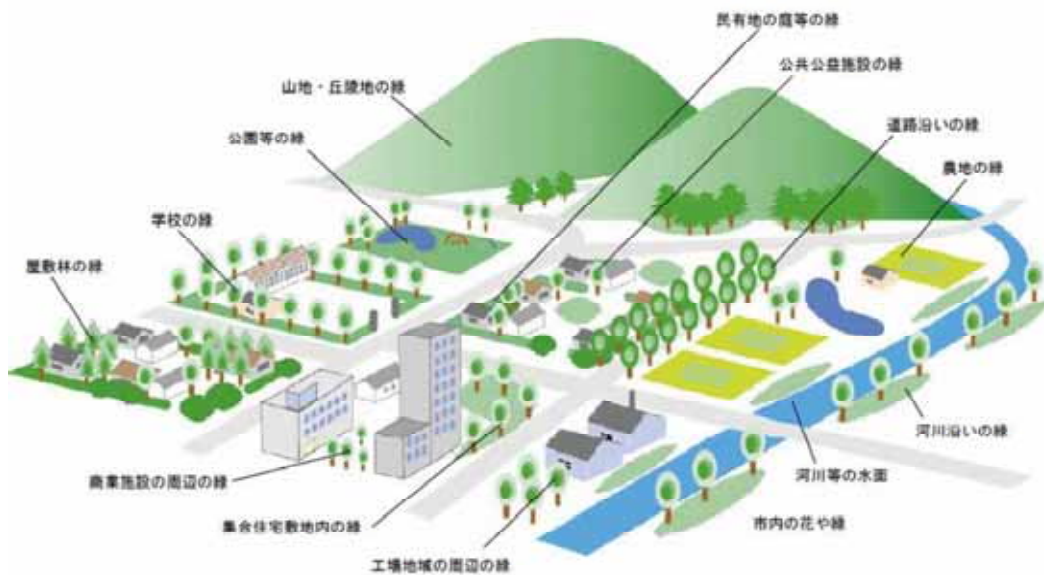 民有地の庭等の緑
公共公益施設の緑
山地・丘陵地の緑
道路沿いの緑
公園等の緑
農地の緑
学校の緑
屋敷林の緑
河川沿いの緑
商業施設の周辺の緑
河川等の水面
集合住宅敷地内の緑
市内の花や緑
工場地域の周辺の緑